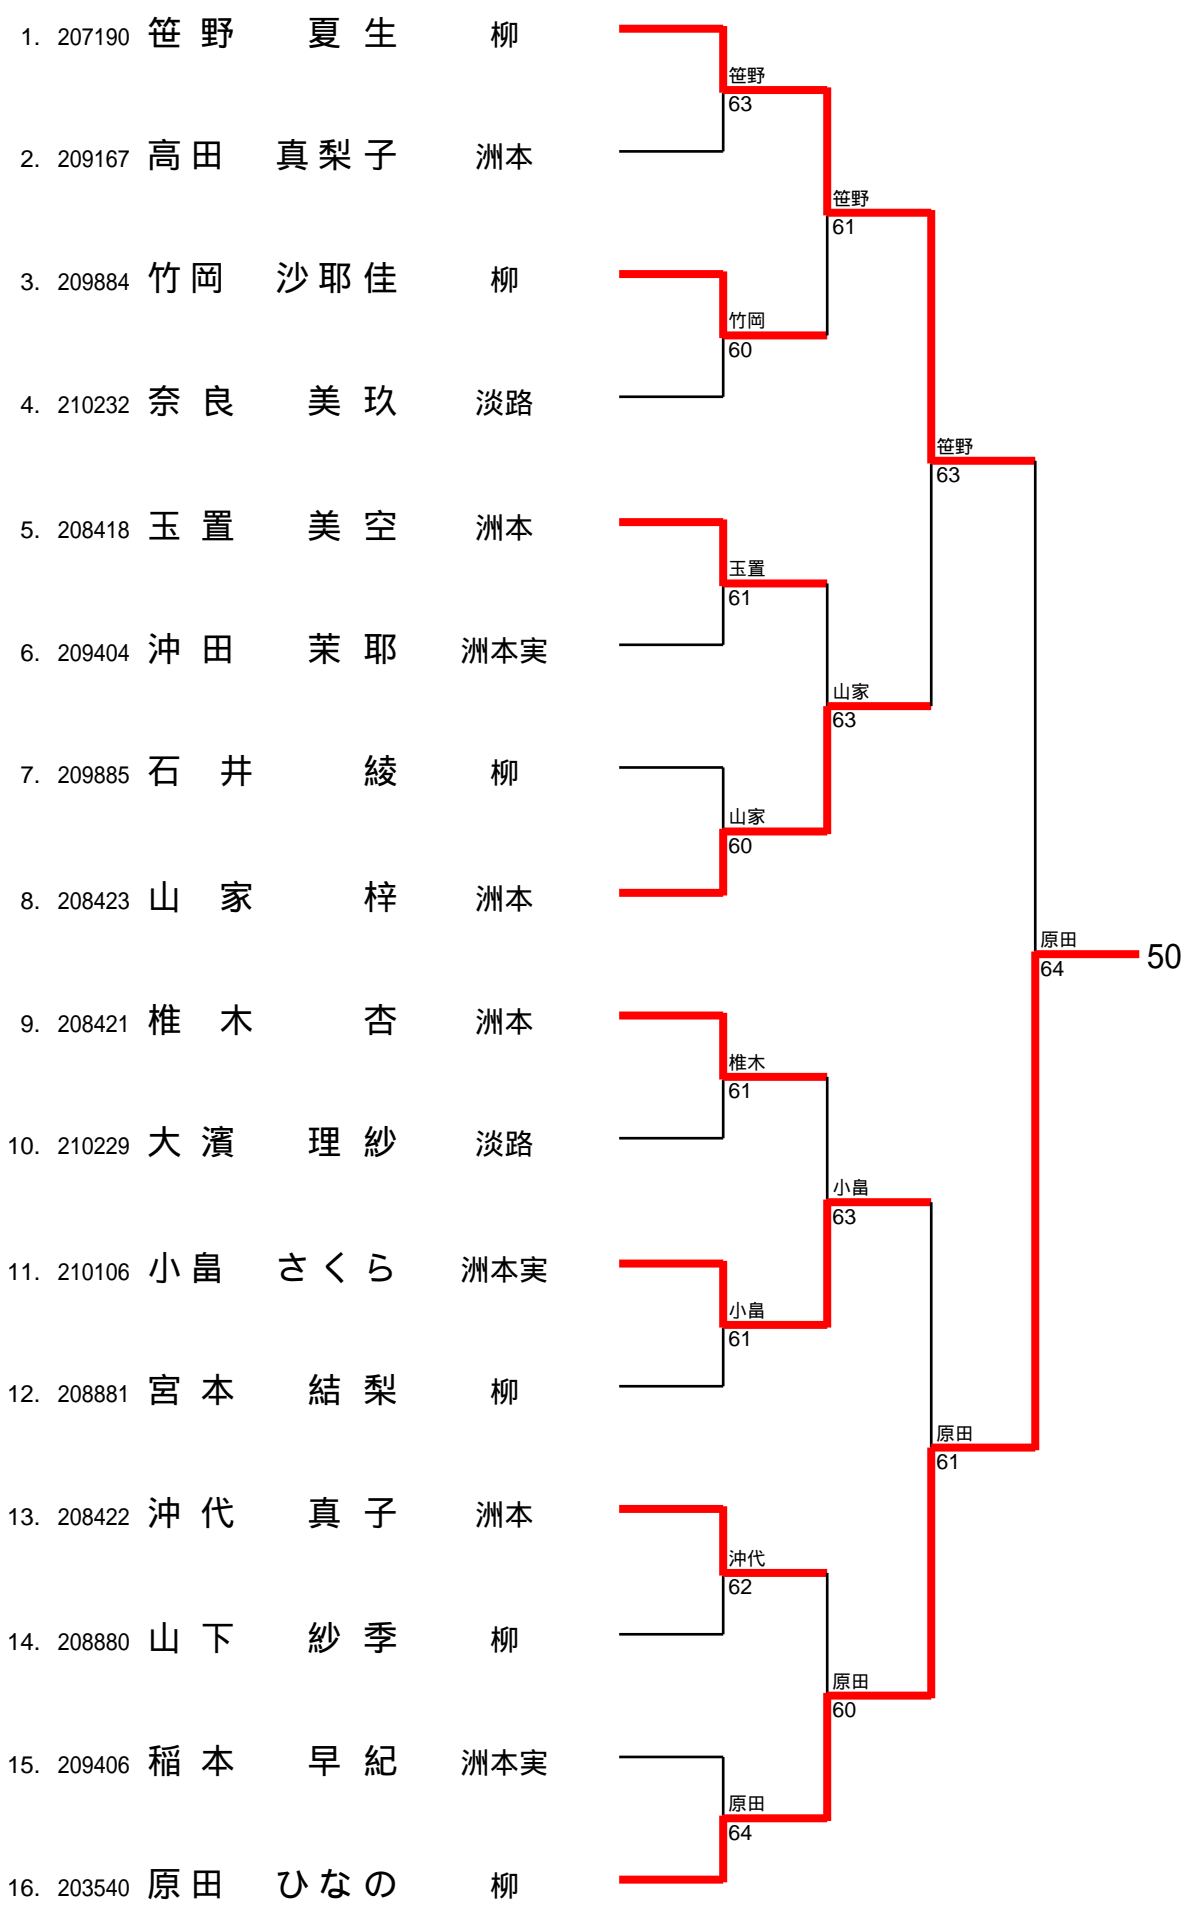 1. 207190 笹野 夏生 柳
笹野
63
2. 209167 高田 真梨子 洲本
笹野
61
3. 209884 竹岡 沙耶佳 柳
竹岡
60
4. 210232 奈良 美玖 淡路
笹野
63
5. 208418 玉置 美空 洲本
玉置
61
6. 209404 沖田 茉耶 洲本実
山家
63
7. 209885 石井 綾 柳
山家
60
8. 208423 山家 梓 洲本
原田
64
50
9. 208421 椎木 杏 洲本
椎木
61
10. 210229 大濱 理紗 淡路
小畠
63
11. 210106 小畠 さくら 洲本実
小畠
61
12. 208881 宮本 結梨 柳
原田
61
13. 208422 沖代 真子 洲本
沖代
62
14. 208880 山下 紗季 柳
原田
60
15. 209406 稲本 早紀 洲本実
原田
64
16. 203540 原田 ひなの 柳